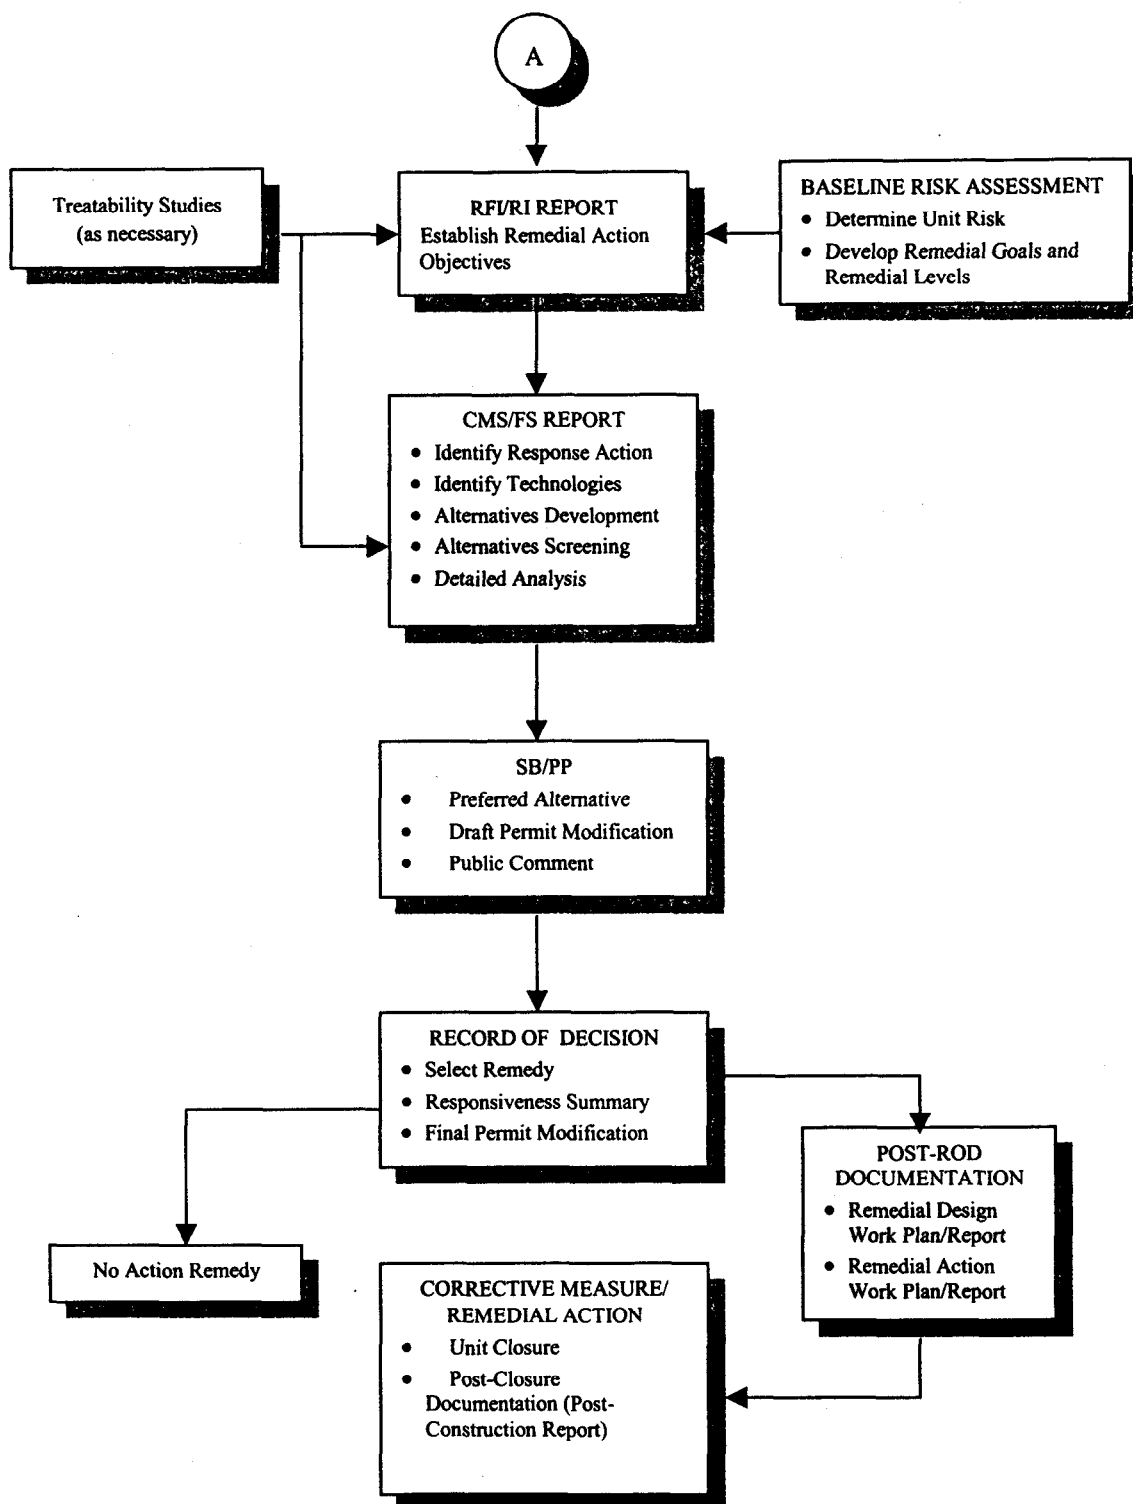 A
Treatability Studies
(as necessary)
RFI/RI REPORT
Establish Remedial Action
Objectives
BASELINE RISK ASSESSMENT
• Determine Unit Risk
• Develop Remedial Goals and
Remedial Levels
CMS/FS REPORT
• Identify Response Action
• Identify Technologies
• Alternatives Development
• Alternatives Screening
• Detailed Analysis
SB/PP
• Preferred Alternative
• Draft Permit Modification
• Public Comment
RECORD OF DECISION
• Select Remedy
• Responsiveness Summary
• Final Permit Modification
POST-ROD
DOCUMENTATION
• Remedial Design
Work Plan/Report
• Remedial Action
Work Plan/Report
No Action Remedy
CORRECTIVE MEASURE/
REMEDIAL ACTION
• Unit Closure
• Post-Closure
Documentation (Post-
Construction Report)